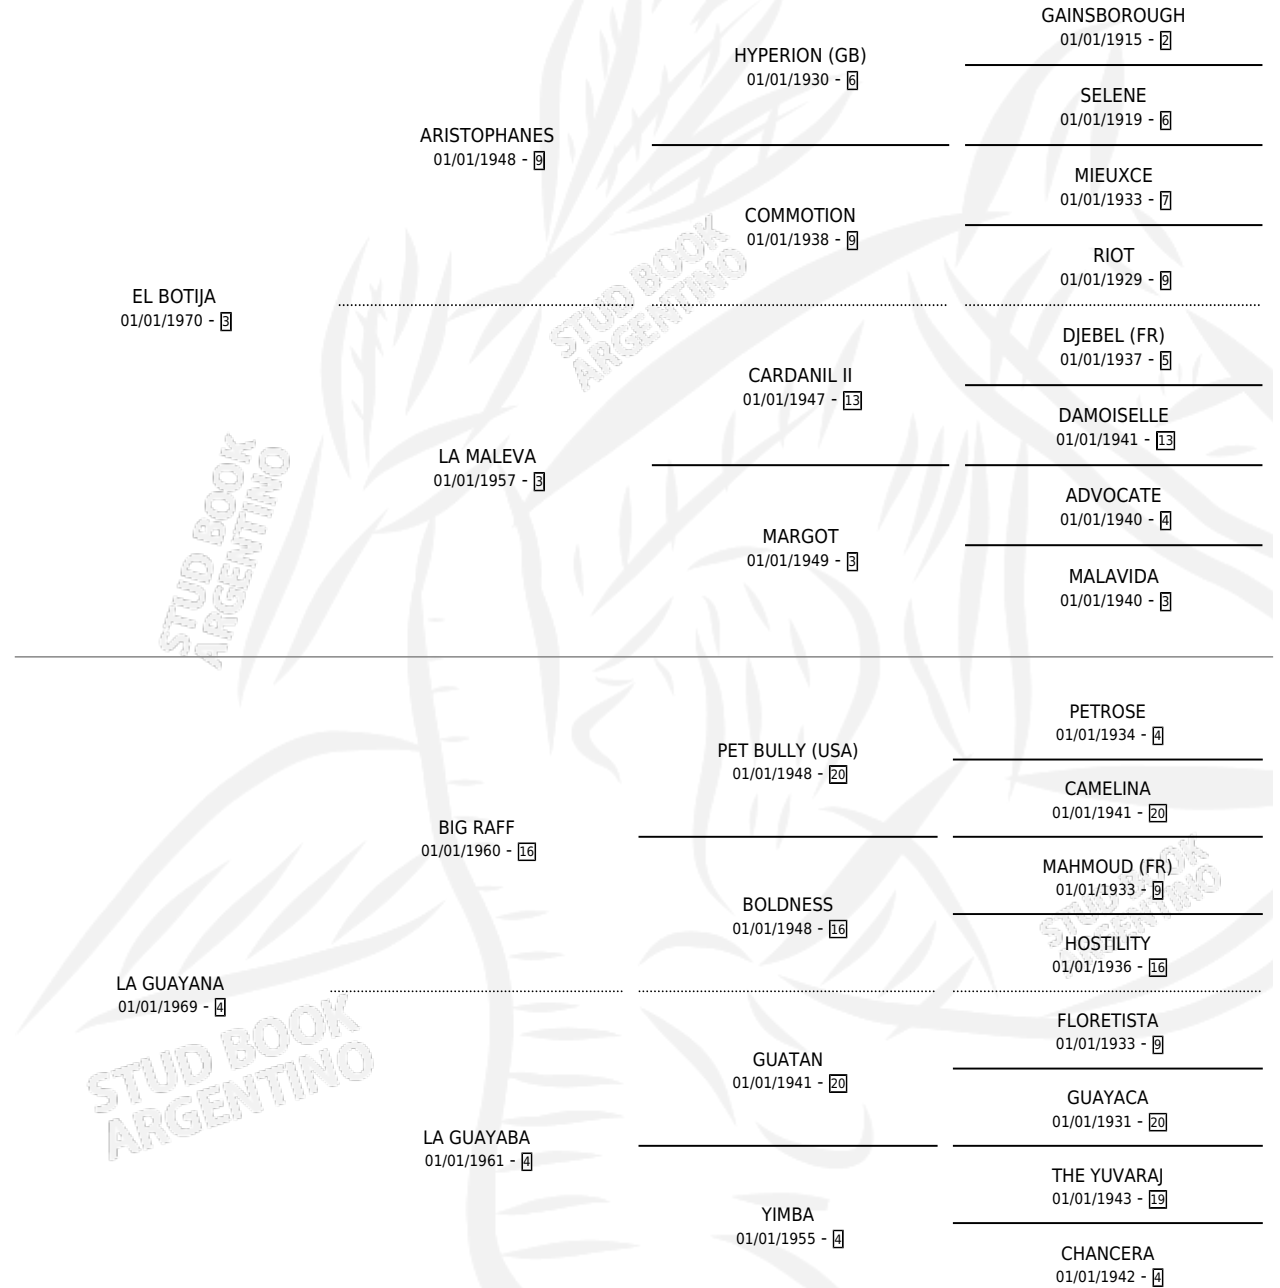 GAINSBOROUGH
01/01/1915 - 2
HYPERION (GB)
01/01/1930 - 6
SELENE
01/01/1919 - 6
ARISTOPHANES
01/01/1948 - 9
MIEUXCE
01/01/1933 - 7
COMMOTION
01/01/1938 - 9
RIOT
01/01/1929 - 9
EL BOTIJA
01/01/1970 - 3
DJEBEL (FR)
01/01/1937 - 5
CARDANIL II
01/01/1947 - 13
DAMOISELLE
01/01/1941 - 13
LA MALEVA
01/01/1957 - 3
ADVOCATE
01/01/1940 - 4
MARGOT
01/01/1949 - 3
MALAVIDA
01/01/1940 - 3
PETROSE
01/01/1934 - 4
PET BULLY (USA)
01/01/1948 - 20
CAMELINA
01/01/1941 - 20
BIG RAFF
01/01/1960 - 16
MAHMOUD (FR)
01/01/1933 - 9
BOLDNESS
01/01/1948 - 16
HOSTILITY
01/01/1936 - 16
LA GUAYANA
01/01/1969 - 4
FLORETISTA
01/01/1933 - 9
GUATAN
01/01/1941 - 20
GUAYACA
01/01/1931 - 20
LA GUAYABA
01/01/1961 - 4
THE YUVARAJ
01/01/1943 - 19
YIMBA
01/01/1955 - 4
CHANCERA
01/01/1942 - 4
STUD BOOK
ARGENTINO
STUD BOOK
ARGENTINO
STUD BOOK
ARGENTINO
STUD BOOK
ARGENTINO